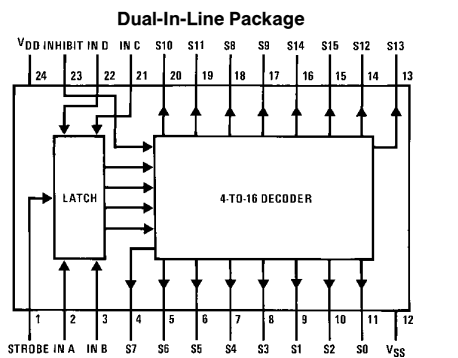 Dual-In-Line Package
VDD INHIBIT IN D IN C S10 S11 S8 S9 S14 S15 S12 S13
24 23 22 21 20 19 18 17 16 15 14 13
LATCH 4-TO-16 DECODER
1 2 3 4 5 6 7 8 9 10 11 12
STROBE IN A IN B S7 S6 S5 S4 S3 S1 S2 S0 VSS